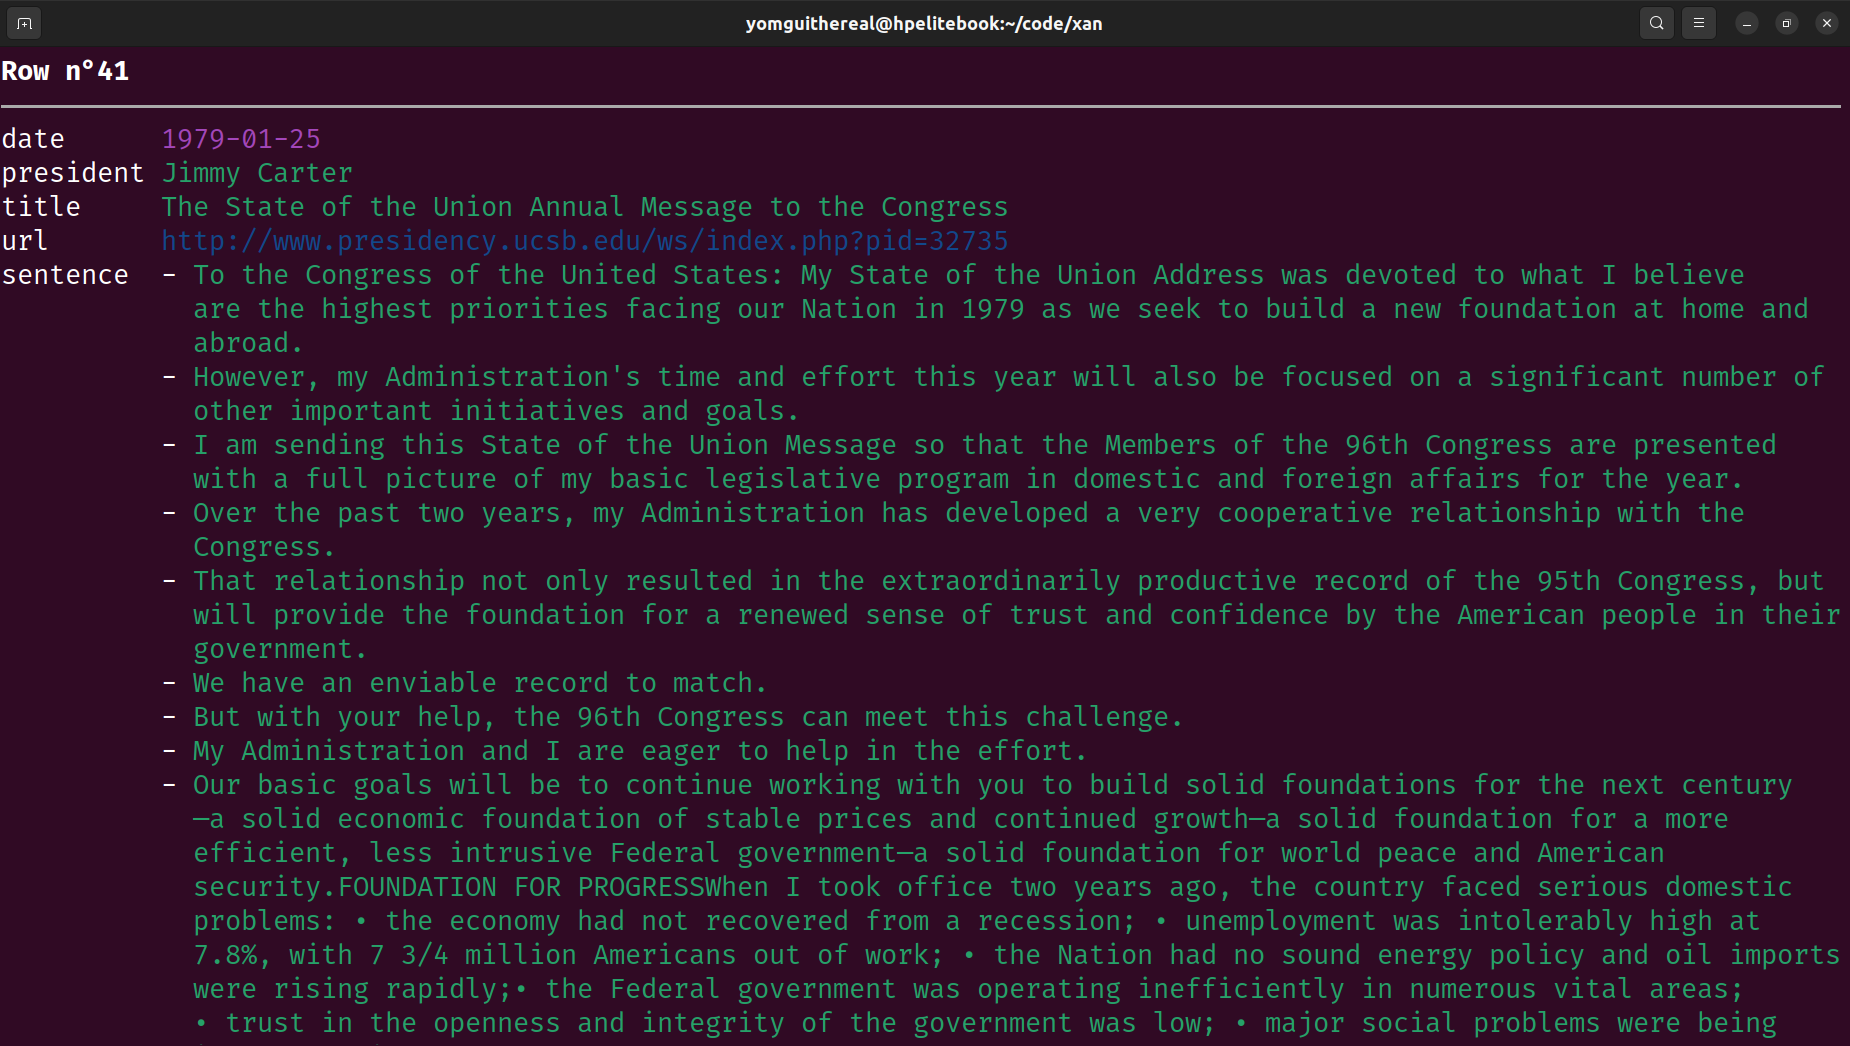 yomguithereal@hpelitebook:~/code/xan
Row n°41
date 1979-01-25
president Jimmy Carter
title The State of the Union Annual Message to the Congress
url http://www.presidency.ucsb.edu/ws/index.php?pid=32735
sentence - To the Congress of the United States: My State of the Union Address was devoted to what I believe
are the highest priorities facing our Nation in 1979 as we seek to build a new foundation at home and
abroad.
- However, my Administration's time and effort this year will also be focused on a significant number of
other important initiatives and goals.
- I am sending this State of the Union Message so that the Members of the 96th Congress are presented
with a full picture of my basic legislative program in domestic and foreign affairs for the year.
- Over the past two years, my Administration has developed a very cooperative relationship with the
Congress.
- That relationship not only resulted in the extraordinarily productive record of the 95th Congress, but
will provide the foundation for a renewed sense of trust and confidence by the American people in their
government.
- We have an enviable record to match.
- But with your help, the 96th Congress can meet this challenge.
- My Administration and I are eager to help in the effort.
- Our basic goals will be to continue working with you to build solid foundations for the next century
—a solid economic foundation of stable prices and continued growth—a solid foundation for a more
efficient, less intrusive Federal government—a solid foundation for world peace and American
security.FOUNDATION FOR PROGRESSWhen I took office two years ago, the country faced serious domestic
problems: • the economy had not recovered from a recession; • unemployment was intolerably high at
7.8%, with 7 3/4 million Americans out of work; • the Nation had no sound energy policy and oil imports
were rising rapidly;• the Federal government was operating inefficiently in numerous vital areas;
• trust in the openness and integrity of the government was low; • major social problems were being